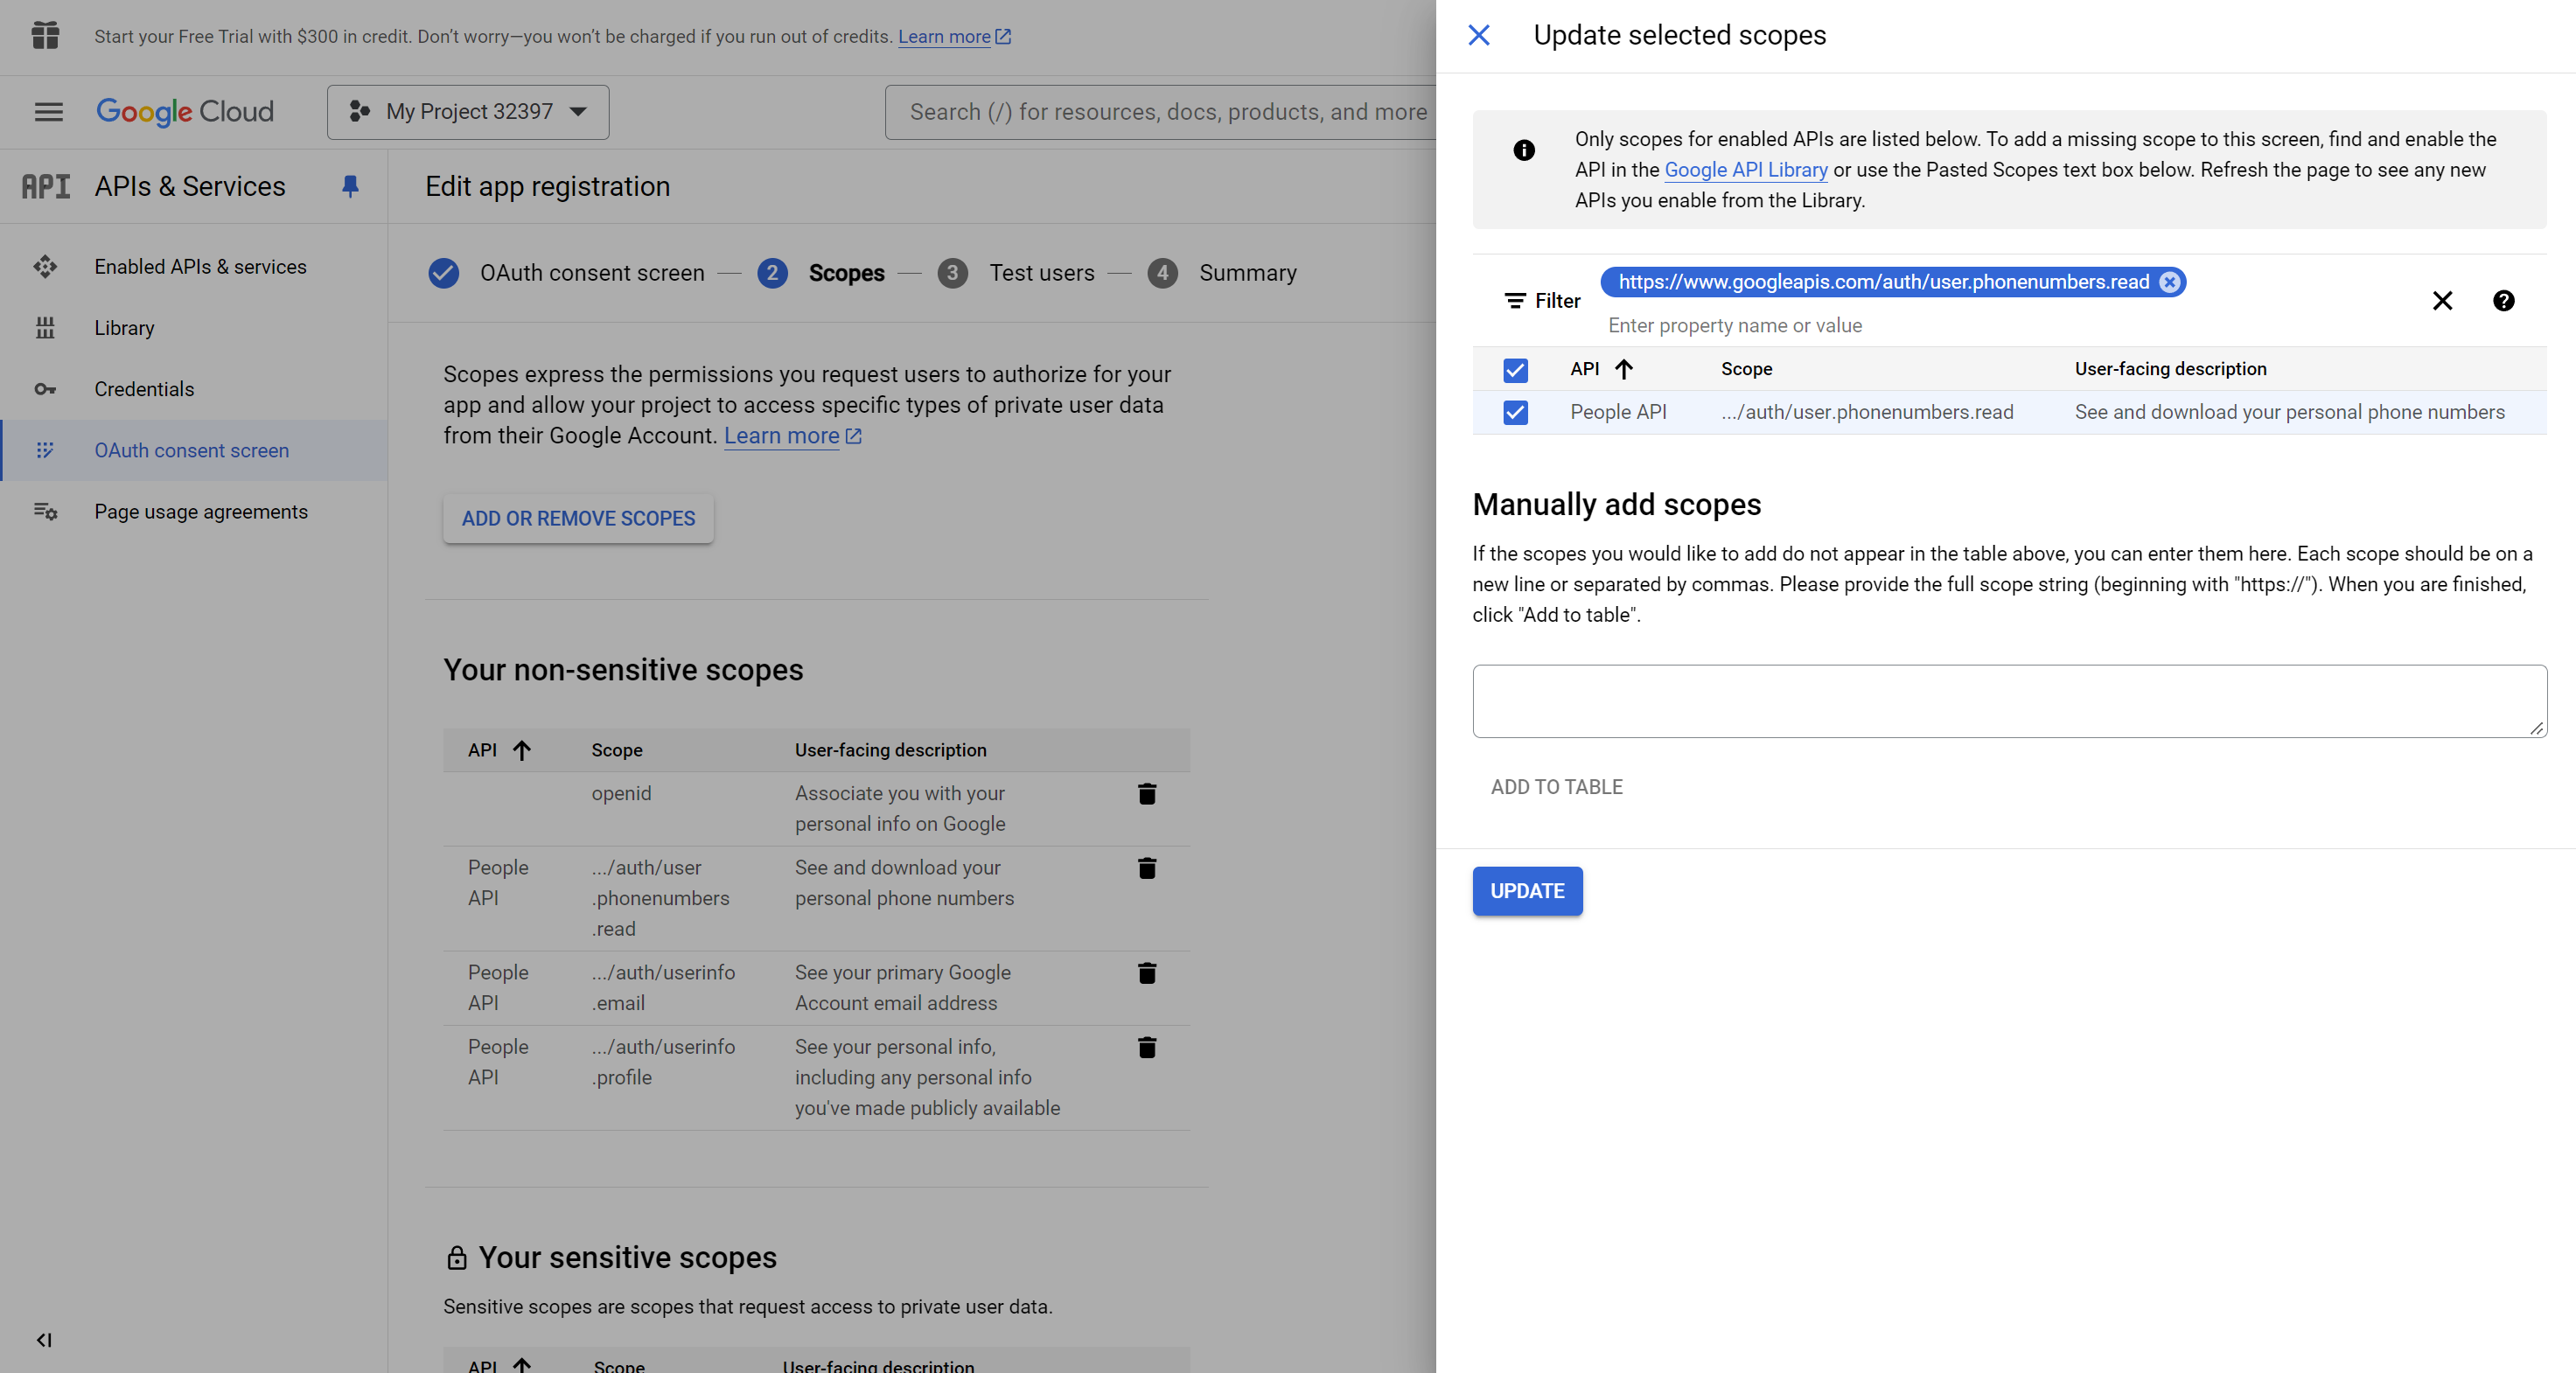 Start your Free Trial with $300 in credit. Don’t worry—you won’t be charged if you run out of credits. Learn more
Google Cloud
My Project 32397
Search (/) for resources, docs, products, and more
API
APIs & Services
Enabled APIs & services
Library
Credentials
OAuth consent screen
Page usage agreements
Edit app registration
OAuth consent screen
2 Scopes
3 Test users
4 Summary
Scopes express the permissions you request users to authorize for your
app and allow your project to access specific types of private user data
from their Google Account. Learn more
ADD OR REMOVE SCOPES
Your non-sensitive scopes
API Scope User-facing description
openid Associate you with your
personal info on Google
People .../auth/user See and download your
API .phonenumbers personal phone numbers
.read
People .../auth/userinfo See your primary Google
API .email Account email address
People .../auth/userinfo See your personal info,
API .profile including any personal info
you've made publicly available
Your sensitive scopes
Sensitive scopes are scopes that request access to private user data.
API Scope User-facing description
Update selected scopes
Only scopes for enabled APIs are listed below. To add a missing scope to this screen, find and enable the
API in the Google API Library or use the Pasted Scopes text box below. Refresh the page to see any new
APIs you enable from the Library.
Filter
https://www.googleapis.com/auth/user.phonenumbers.read
Enter property name or value
API Scope User-facing description
People API .../auth/user.phonenumbers.read See and download your personal phone numbers
Manually add scopes
If the scopes you would like to add do not appear in the table above, you can enter them here. Each scope should be on a
new line or separated by commas. Please provide the full scope string (beginning with "https://"). When you are finished,
click "Add to table".
ADD TO TABLE
UPDATE